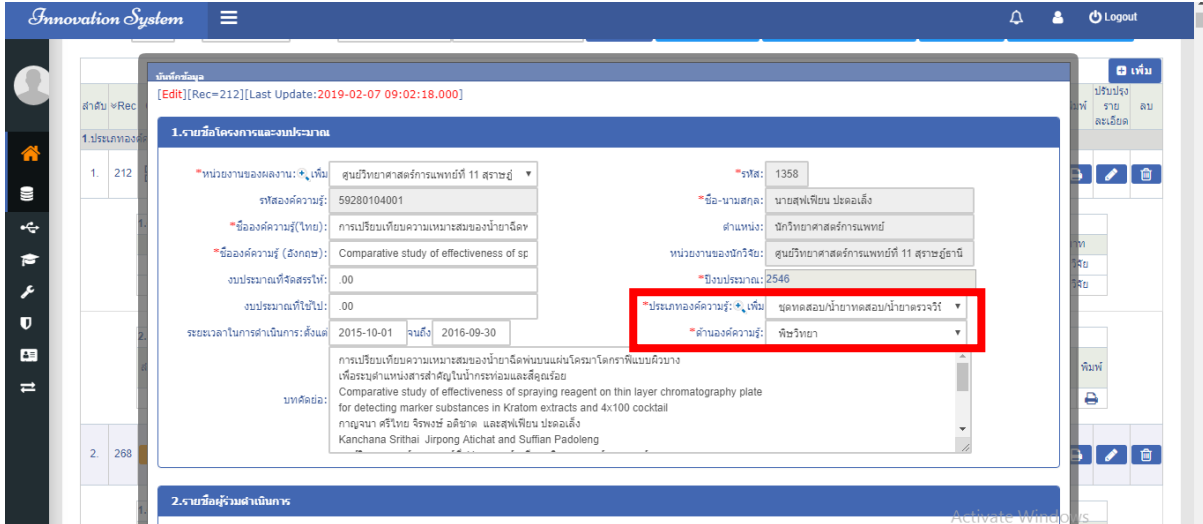 Innovation System
Logout
เพิ่ม
บันทึกข้อมูล
[Edit][Rec=212][Last Update:2019-02-07 09:02:18.000]
ลำดับ Rec
พิมพ์ ปรับปรุงรายละเอียด ลบ
1.รายชื่อโครงการและงบประมาณ
1.ประเภทองค์
1. 212
*หน่วยงานของผลงาน: เพิ่ม ศูนย์วิทยาศาสตร์การแพทย์ที่ 11 สุราษฎ์
*รหัส: 1358
รหัสองค์ความรู้: 59280104001
*ชื่อ-นามสกุล: นายสุฟเฟียน ปะดอเล็ง
*ชื่อองค์ความรู้(ไทย): การเปรียบเทียบความเหมาะสมของน้ำยาฉีดพ
ตำแหน่ง: นักวิทยาศาสตร์การแพทย์
*ชื่อองค์ความรู้ (อังกฤษ): Comparative study of effectiveness of sp
หน่วยงานของนักวิจัย: ศูนย์วิทยาศาสตร์การแพทย์ที่ 11 สุราษฎร์ธานี
งบประมาณที่จัดสรรให้: .00
*ปีงบประมาณ: 2546
งบประมาณที่ใช้ไป: .00
*ประเภทองค์ความรู้: เพิ่ม ชุดทดสอบ/น้ำยาทดสอบ/น้ำยาตรวจวิ
ระยะเวลาในการดำเนินการ:ตั้งแต่ 2015-10-01 จนถึง 2016-09-30
*ด้านองค์ความรู้: พิษวิทยา
บทคัดย่อ:
การเปรียบเทียบความเหมาะสมของน้ำยาฉีดพ่นบนแผ่นโครมาโตกราฟีแบบผิวบาง
เพื่อระบุตำแหน่งสารสำคัญในน้ำกระท่อมและสี่คูณร้อย
Comparative study of effectiveness of spraying reagent on thin layer chromatography plate
for detecting marker substances in Kratom extracts and 4x100 cocktail
กาญจนา ศรีไทย จิรพงษ์ อติชาต และสุฟเฟียน ปะดอเล็ง
Kanchana Srithai Jirpong Atichat and Suffian Padoleng
พิมพ์
2. 268
2.รายชื่อผู้ร่วมดำเนินการ
Activate Windows